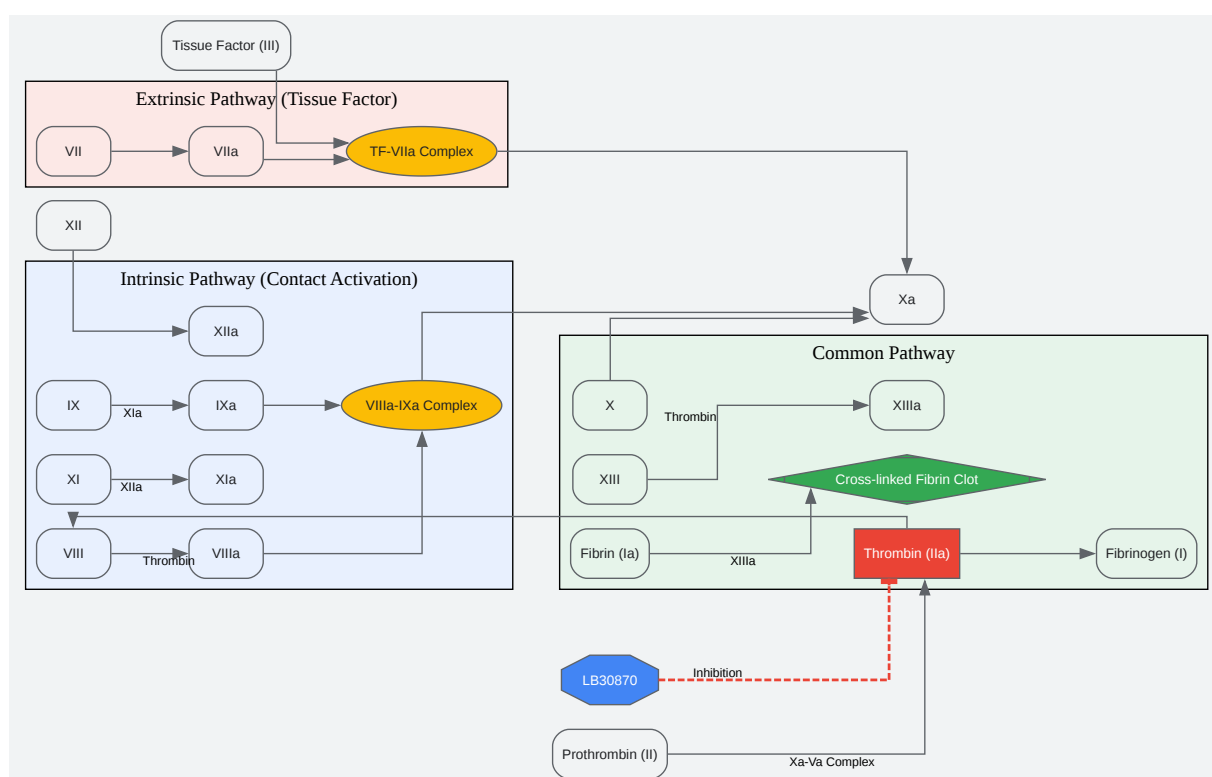 Tissue Factor (III)
Extrinsic Pathway (Tissue Factor)
VII
VIIa
TF-VIIa Complex
XII
Intrinsic Pathway (Contact Activation)
XIIa
Xa
Common Pathway
IX
XIa
IXa
VIIIa-IXa Complex
X
Thrombin
XIIIa
XI
XIIa
XIa
XIII
Cross-linked Fibrin Clot
VIII
Thrombin
VIIIa
Fibrin (Ia)
XIIIa
Thrombin (IIa)
Fibrinogen (I)
LB30870
Inhibition
Prothrombin (II)
Xa-Va Complex